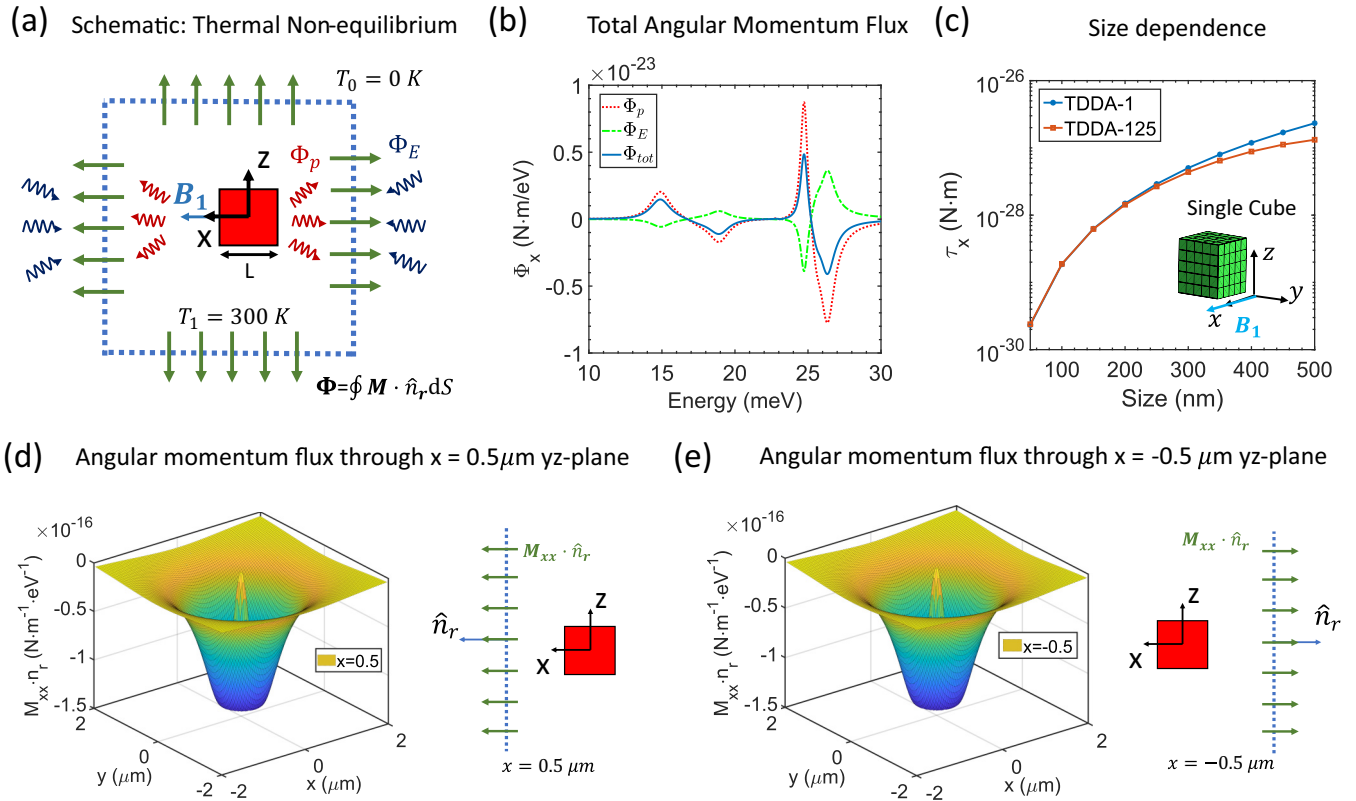 (a) Schematic: Thermal Non-equilibrium
T₀ = 0 K
Φ_p
Φ_E
Z
B₁
X
L
T₁ = 300 K
Φ=∮ M · n̂_r dS
(b) Total Angular Momentum Flux
×10⁻²³
1
0.5
0
-0.5
-1
Φ_x (N·m/eV)
Φ_p
Φ_E
Φ_tot
10 15 20 25 30
Energy (meV)
(c) Size dependence
10⁻²⁶
10⁻²⁸
10⁻³⁰
τ_x (N·m)
TDDA-1
TDDA-125
Single Cube
z
y
x
B₁
100 200 300 400 500
Size (nm)
(d) Angular momentum flux through x = 0.5μm yz-plane
×10⁻¹⁶
0
-0.5
-1
-1.5
M_xx·n_r (N·m⁻¹·eV⁻¹)
x=0.5
2
0
-2
y (μm)
-2
0
2
x (μm)
M_xx · n̂_r
n̂_r
Z
X
x = 0.5 μm
(e) Angular momentum flux through x = -0.5 μm yz-plane
×10⁻¹⁶
0
-0.5
-1
-1.5
M_xx·n_r (N·m⁻¹·eV⁻¹)
x=-0.5
2
0
-2
y (μm)
-2
0
2
x (μm)
M_xx · n̂_r
n̂_r
Z
X
x = −0.5 μm